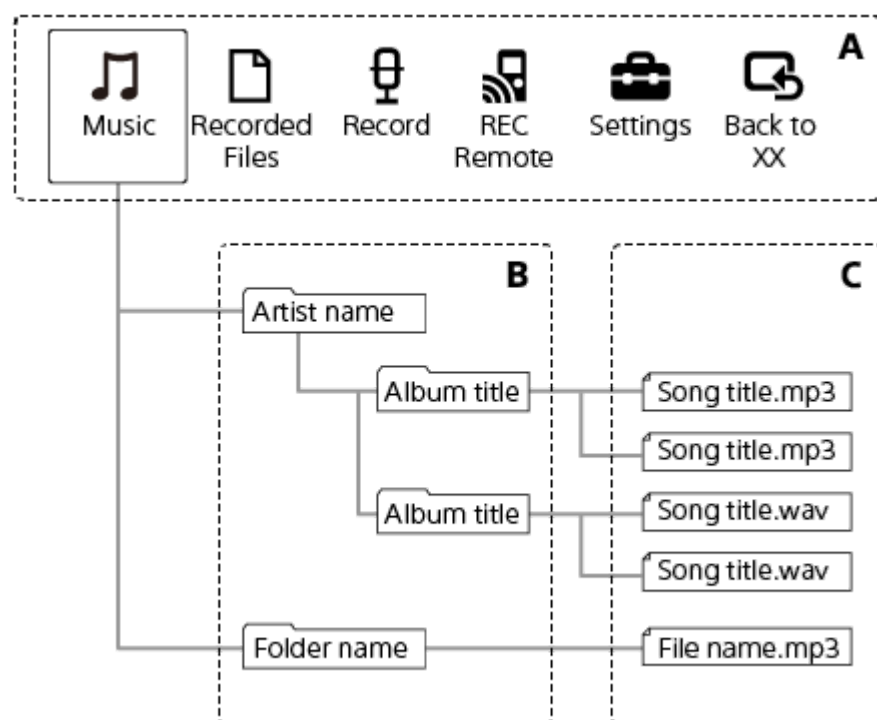 A
Music
Recorded
Files
Record
REC
Remote
Settings
Back to
XX
B
C
Artist name
Album title
Song title.mp3
Song title.mp3
Album title
Song title.wav
Song title.wav
Folder name
File name.mp3